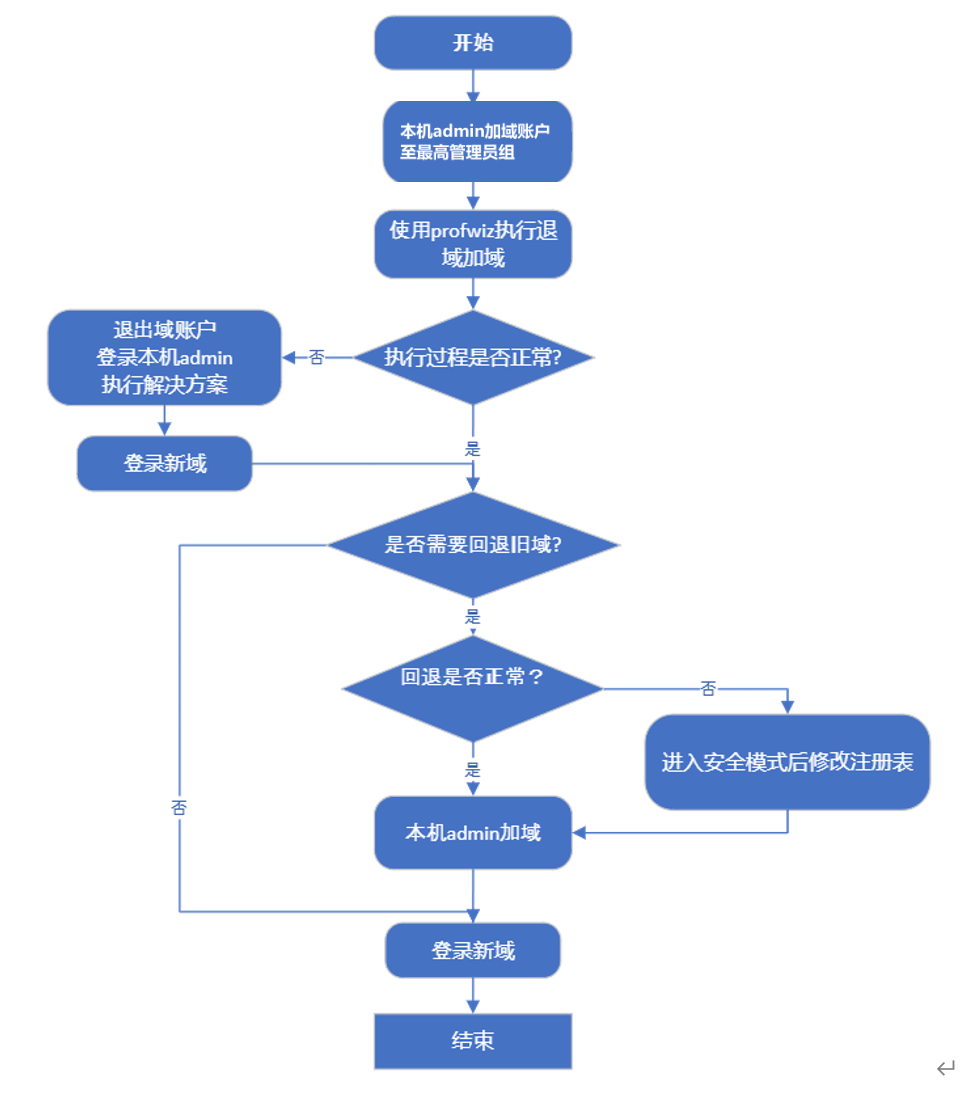 开始
本机admin加域账户
至最高管理员组
使用profwiz执行退
域加域
执行过程是否正常?
否
退出域账户
登录本机admin
执行解决方案
登录新域
是
是否需要回退旧域?
是
回退是否正常？
否
进入安全模式后修改注册表
是
否
本机admin加域
登录新域
结束